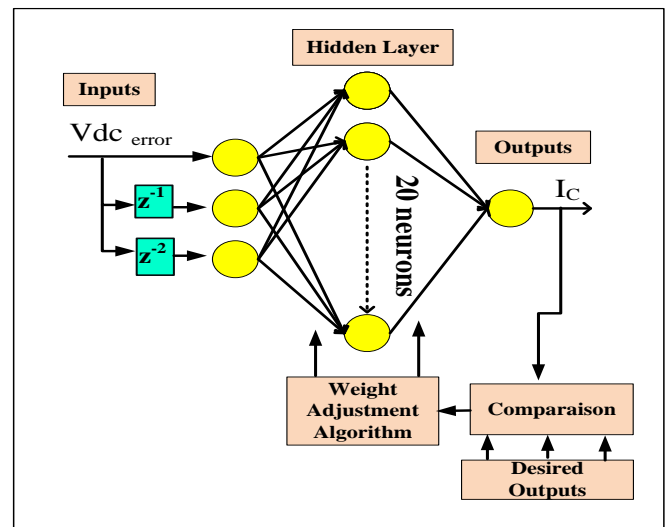 Hidden Layer
Inputs
Vdc error
Outputs
z-1
z-2
20 neurons
IC
Weight
Adjustment
Algorithm
Comparaison
Desired
Outputs